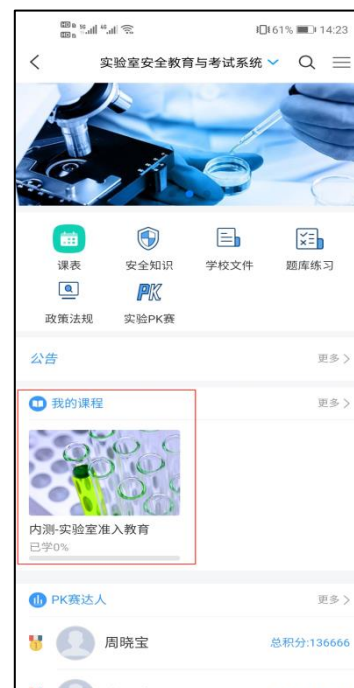 61% 14:23
实验室安全教育与考试系统
课表 安全知识 学校文件 题库练习
PK
政策法规 实验PK赛
公告 更多
我的课程 更多
内测-实验室准入教育
已学0%
PK赛达人 更多
周晓宝 总积分:136666